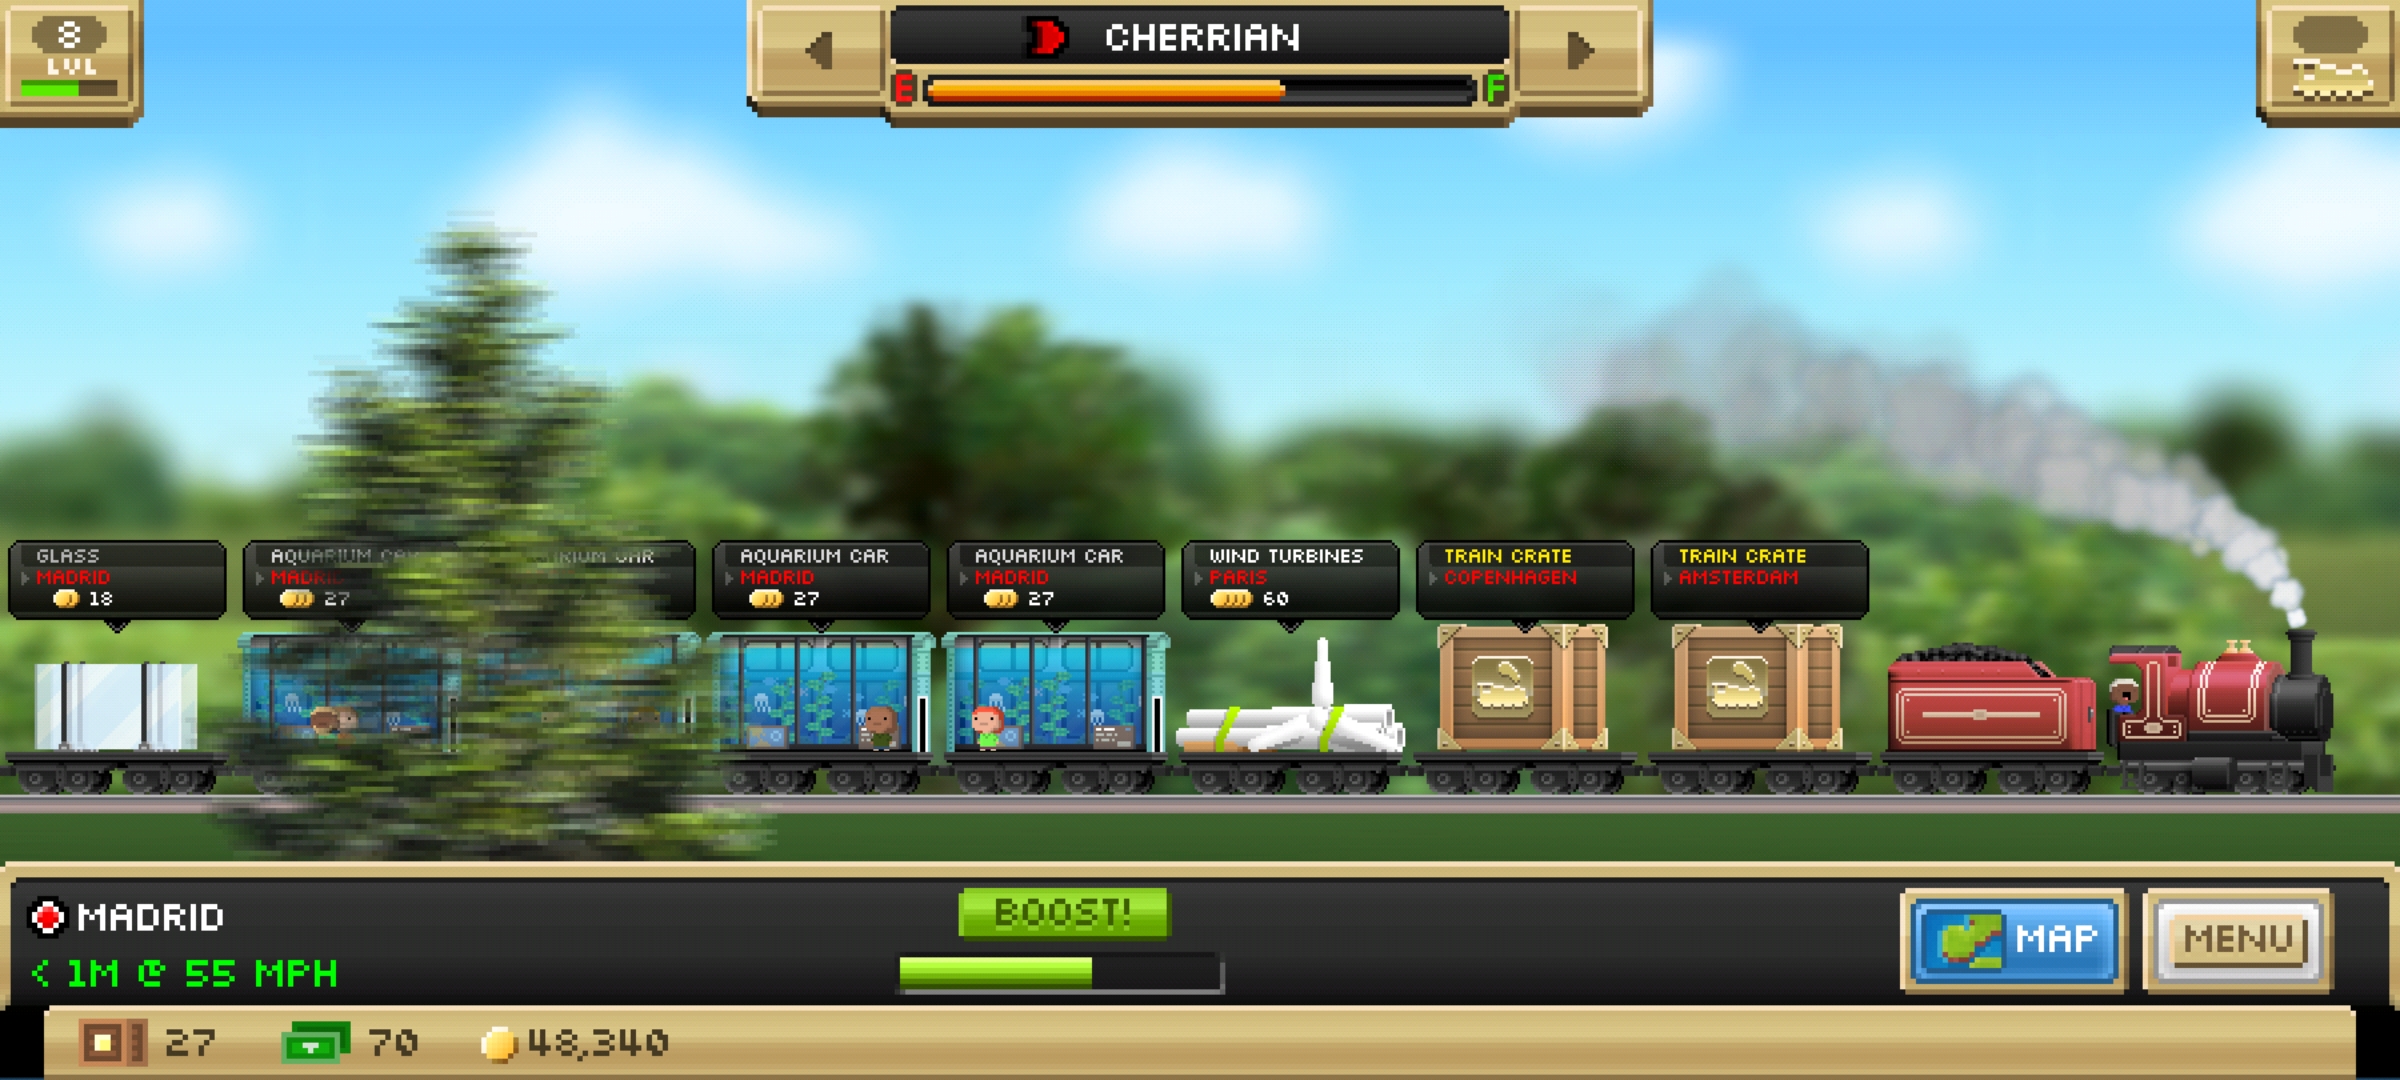 8
LVL
CHERRIAN
E
F
GLASS
MADRID
18
AQUARIUM CAR
MADRID
27
CAR
AQUARIUM CAR
MADRID
27
AQUARIUM CAR
MADRID
27
WIND TURBINES
PARIS
60
TRAIN CRATE
COPENHAGEN
TRAIN CRATE
AMSTERDAM
MADRID
< 1M @ 55 MPH
BOOST!
MAP
MENU
27
70
48,340